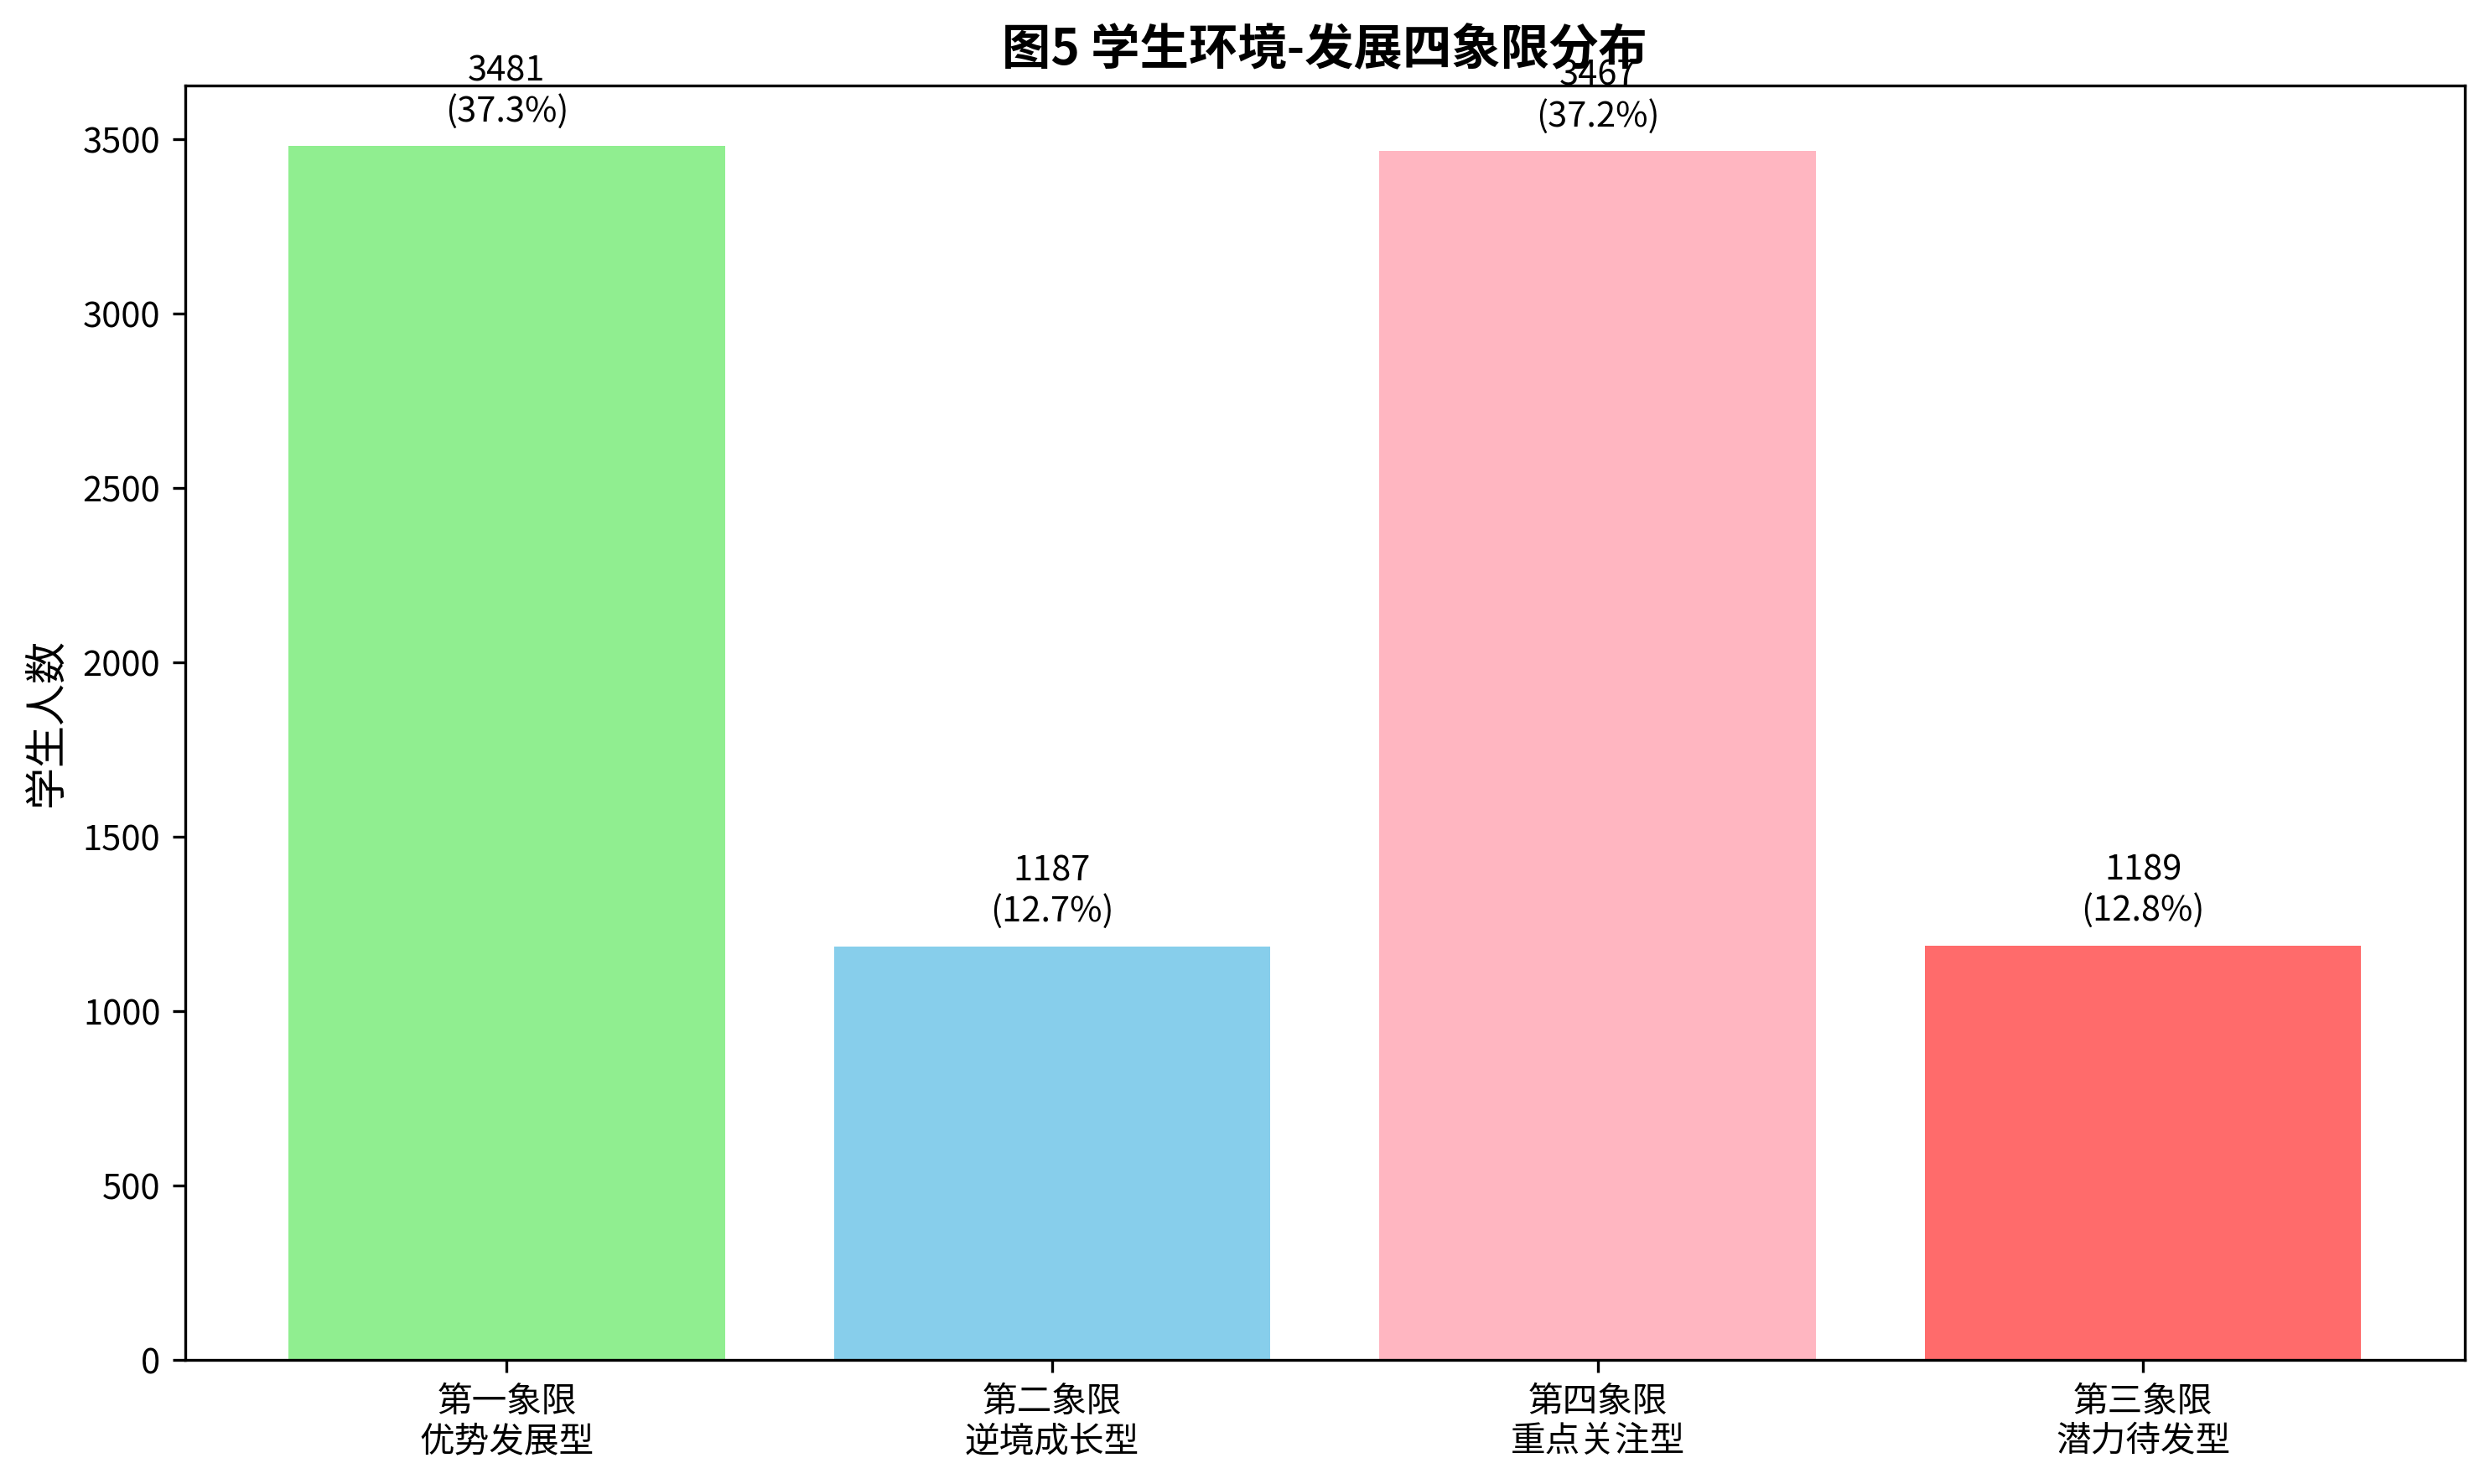 图5 学生环境-发展四象限分布
3481
(37.3%)
3467
(37.2%)
1187
(12.7%)
1189
(12.8%)
学生人数
3500
3000
2500
2000
1500
1000
500
0
第一象限
优势发展型
第二象限
逆境成长型
第四象限
重点关注型
第三象限
潜力待发型